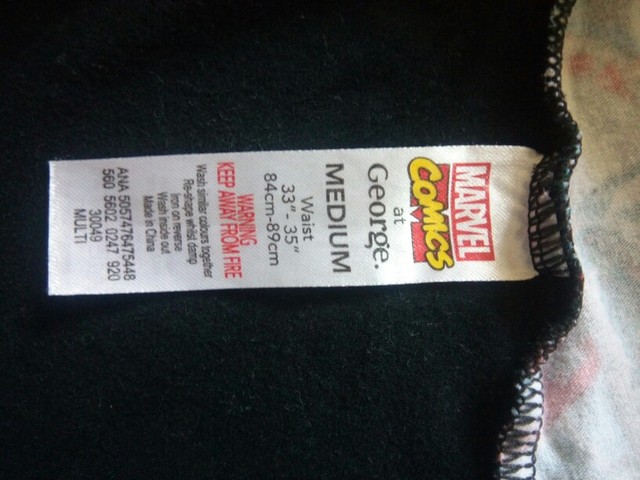 MARVEL
COMICS
at
George.
MEDIUM
Waist
33"- 35"
84cm-89cm
WARNING
KEEP AWAY FROM FIRE
Wash similar colours together
Re-shape whilst damp
Iron on reverse
Wash inside out
Made in China
ANA 5057476475448
560 5602 0247 920
30049
MULTI